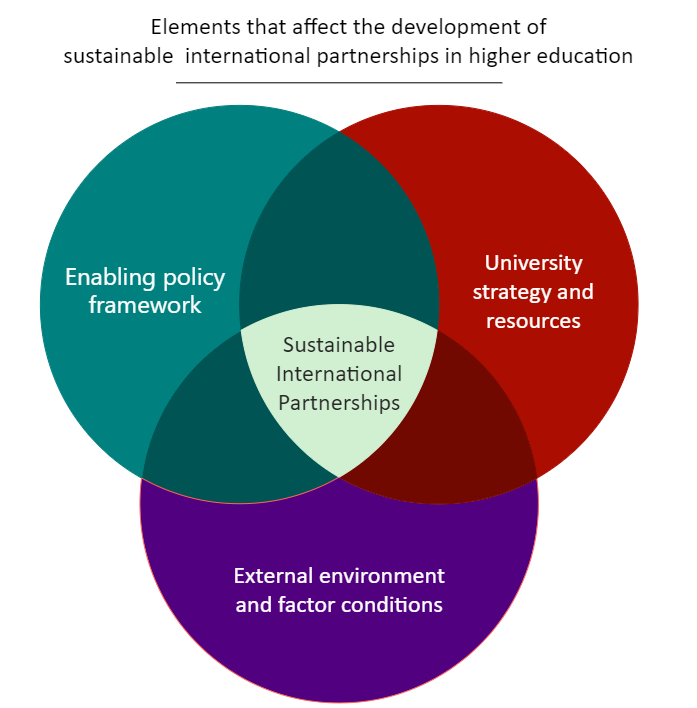 Elements that affect the development of
sustainable international partnerships in higher education
Enabling policy
framework
University
strategy and
resources
Sustainable
International
Partnerships
External environment
and factor conditions